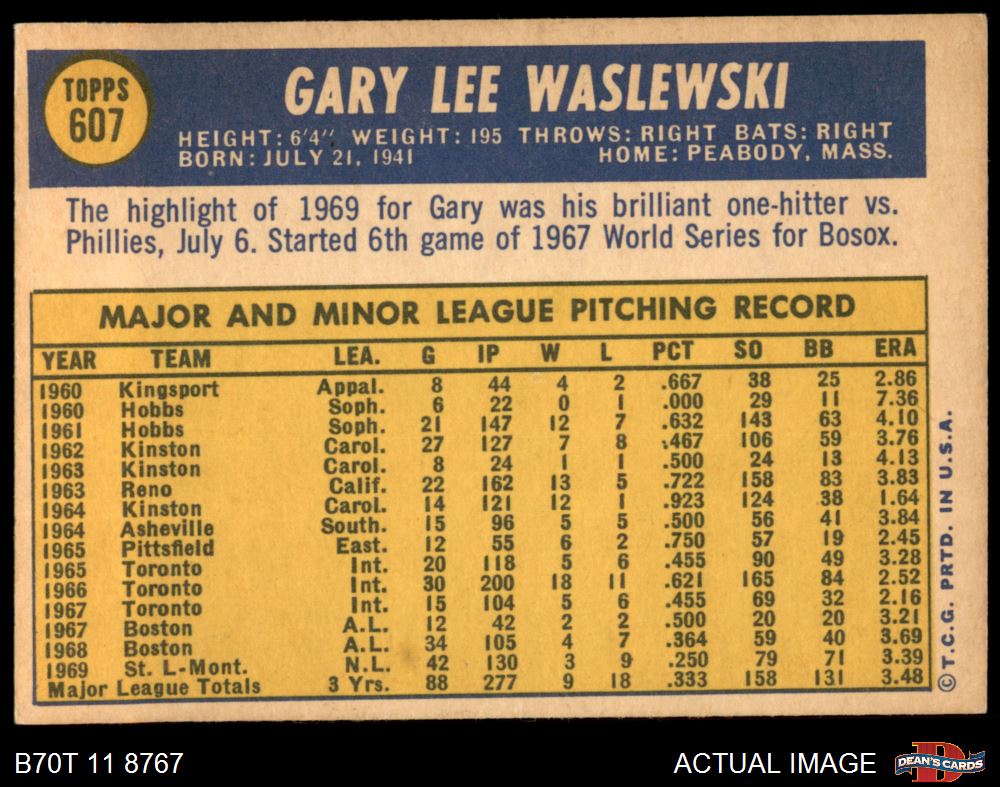 TOPPS
607
GARY LEE WASLEWSKI
HEIGHT: 6'4" WEIGHT: 195 THROWS: RIGHT BATS: RIGHT
BORN: JULY 21, 1941 HOME: PEABODY, MASS.
The highlight of 1969 for Gary was his brilliant one-hitter vs.
Phillies, July 6. Started 6th game of 1967 World Series for Bosox.
MAJOR AND MINOR LEAGUE PITCHING RECORD
YEAR TEAM LEA. G IP W L PCT SO BB ERA
1960 Kingsport Appal. 8 44 4 2 .667 38 25 2.86
1960 Hobbs Soph. 6 22 0 1 .000 29 11 7.36
1961 Hobbs Soph. 21 147 12 7 .632 143 63 4.10
1962 Kinston Carol. 27 127 7 8 .467 106 59 3.76
1963 Kinston Carol. 8 24 1 1 .500 24 13 4.13
1963 Reno Calif. 22 162 13 5 .722 158 83 3.83
1964 Kinston Carol. 14 121 12 1 .923 124 38 1.64
1964 Asheville South. 15 96 5 5 .500 56 41 3.84
1965 Pittsfield East. 12 55 6 2 .750 57 19 2.45
1965 Toronto Int. 20 118 5 6 .455 90 49 3.28
1966 Toronto Int. 30 200 18 11 .621 165 84 2.52
1967 Toronto Int. 15 104 5 6 .455 69 32 2.16
1967 Boston A.L. 12 42 2 2 .500 20 20 3.21
1968 Boston A.L. 34 105 4 7 .364 59 40 3.69
1969 St. L-Mont. N.L. 42 130 3 9 .250 79 71 3.39
Major League Totals 3 Yrs. 88 277 9 18 .333 158 131 3.48
© T.C.G. PRTD. IN U.S.A.
B70T 11 8767
ACTUAL IMAGE
DEAN'S CARDS